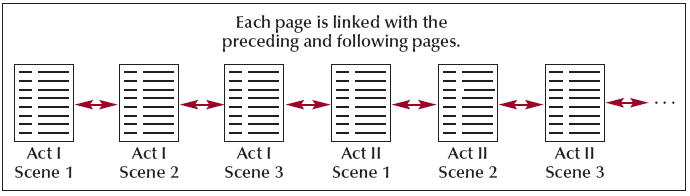 Each page is linked with the
preceding and following pages.
Act I Act I Act I Act II Act II Act II
Scene 1 Scene 2 Scene 3 Scene 1 Scene 2 Scene 3
...